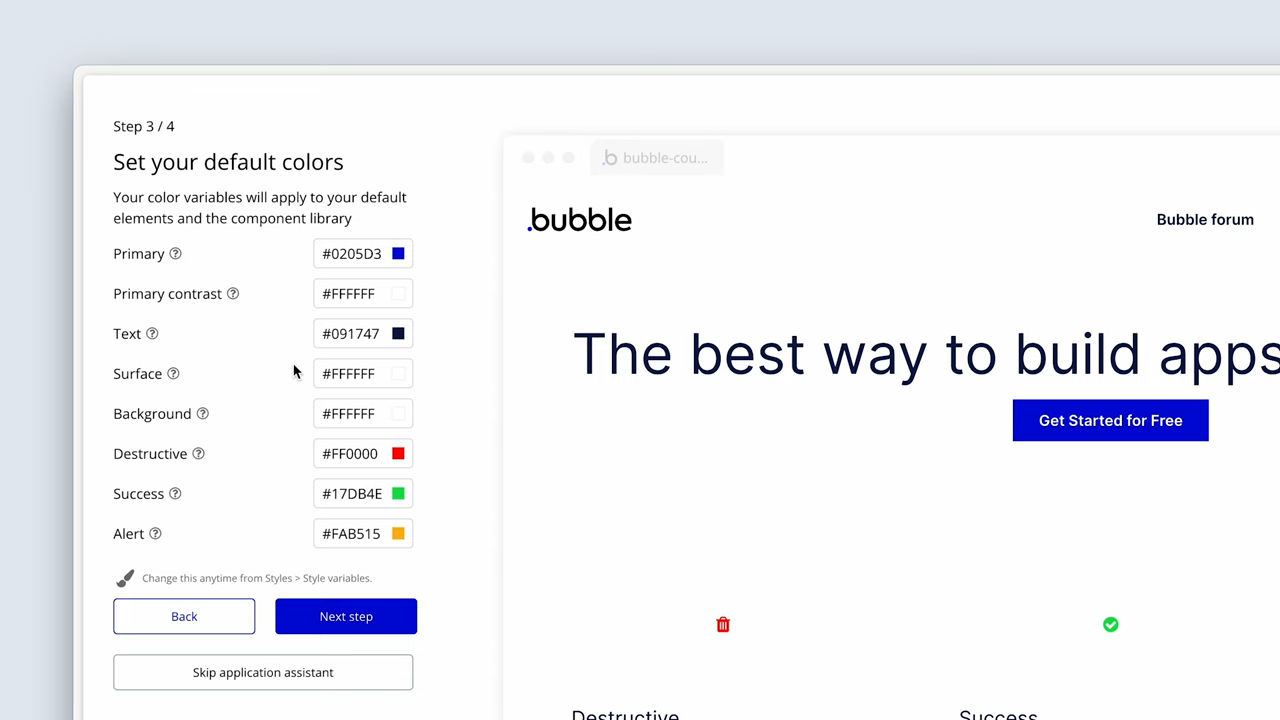 Step 3 / 4
Set your default colors
Your color variables will apply to your default
elements and the component library
Primary #0205D3
Primary contrast #FFFFFF
Text #091747
Surface #FFFFFF
Background #FFFFFF
Destructive #FF0000
Success #17DB4E
Alert #FAB515
Change this anytime from Styles > Style variables.
Back
Next step
Skip application assistant
.b bubble-cou...
.bubble
Bubble forum
The best way to build apps
Get Started for Free
Destructive
Success